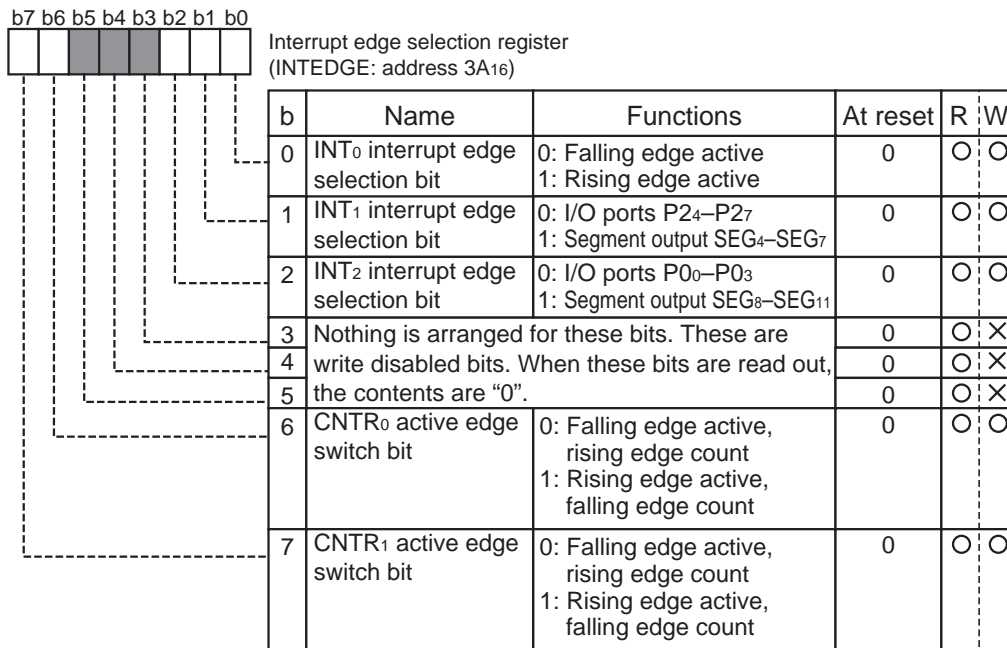 b7 b6 b5 b4 b3 b2 b1 b0
Interrupt edge selection register
(INTEDGE: address 3A16)
b Name Functions At reset R W
0 INT0 interrupt edge selection bit
0: Falling edge active
1: Rising edge active
0 O O
1 INT1 interrupt edge selection bit
0: I/O ports P24–P27
1: Segment output SEG4–SEG7
0 O O
2 INT2 interrupt edge selection bit
0: I/O ports P00–P03
1: Segment output SEG8–SEG11
0 O O
3 Nothing is arranged for these bits. These are 0 O ×
4 write disabled bits. When these bits are read out, 0 O ×
5 the contents are “0”. 0 O ×
6 CNTR0 active edge switch bit
0: Falling edge active,
rising edge count
1: Rising edge active,
falling edge count
0 O O
7 CNTR1 active edge switch bit
0: Falling edge active,
rising edge count
1: Rising edge active,
falling edge count
0 O O